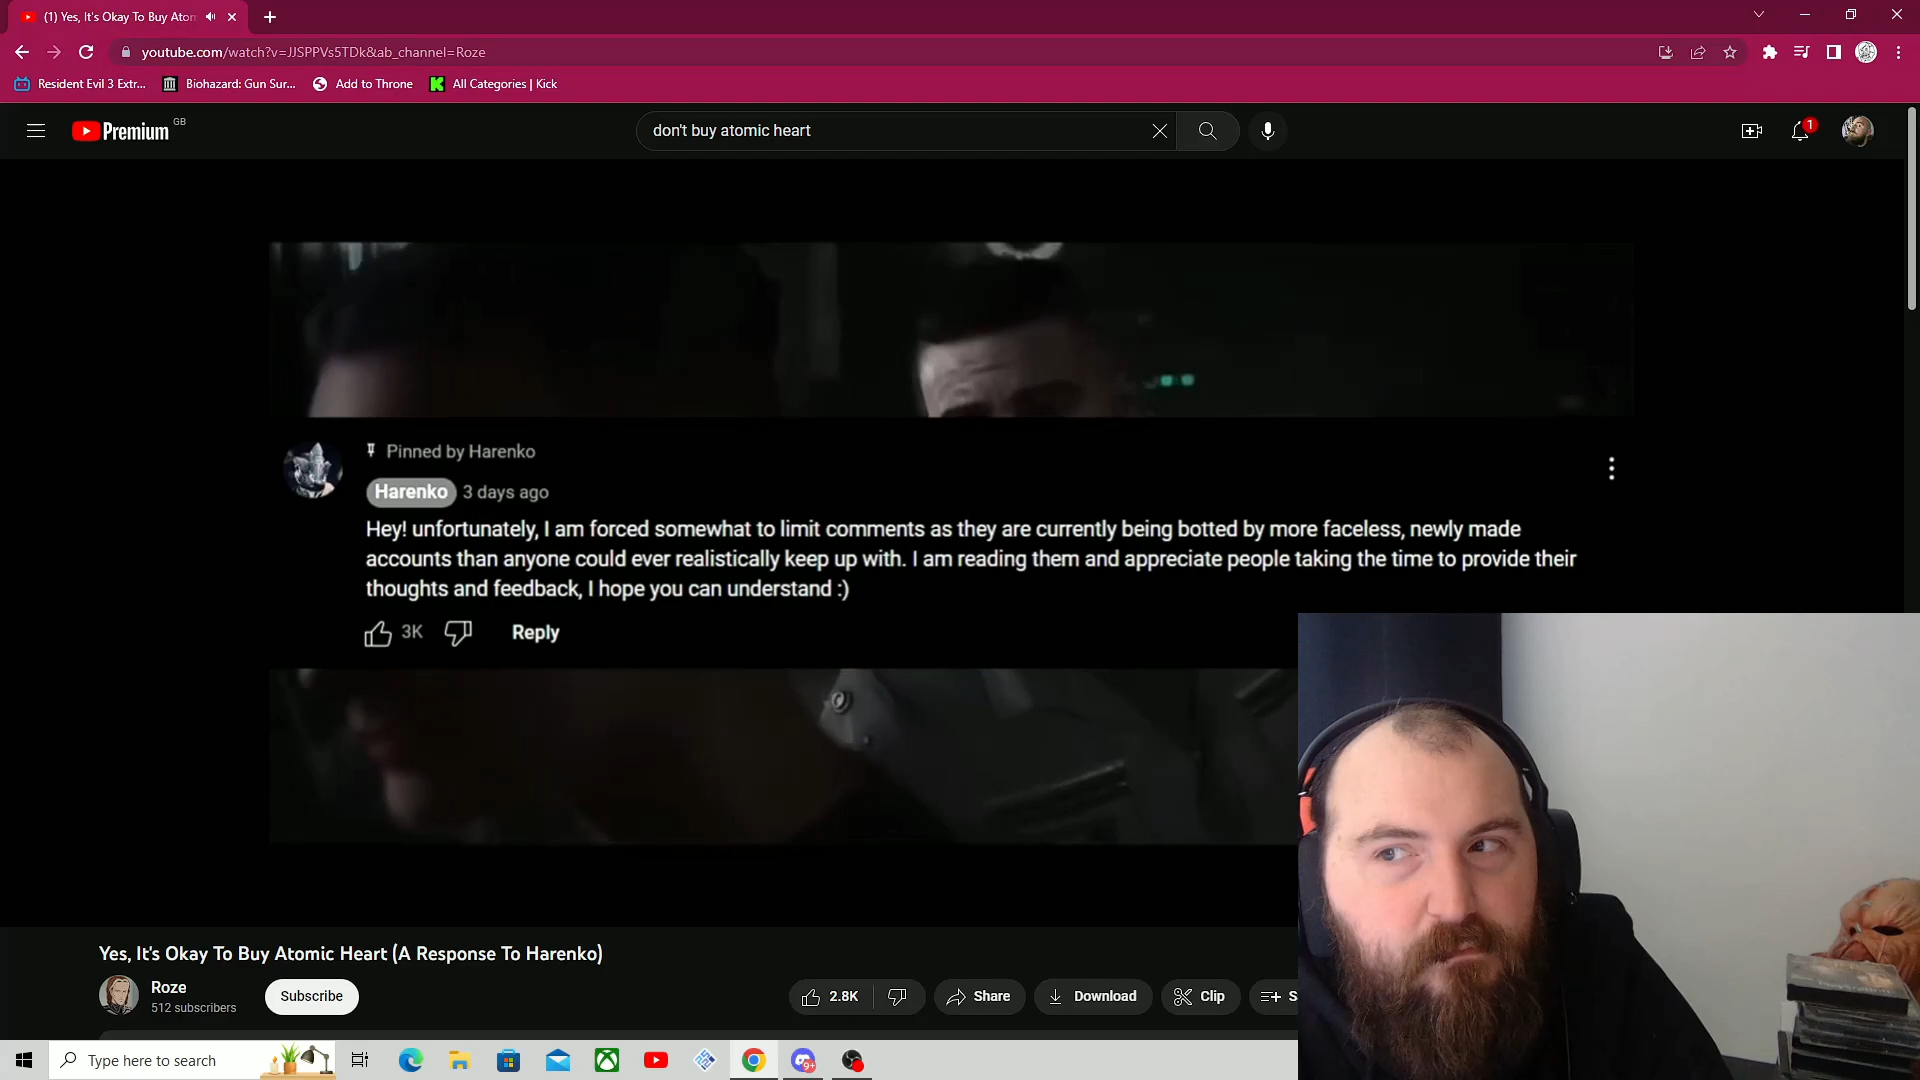 (1) Yes, It's Okay To Buy Atom
youtube.com/watch?v=JJSPPVs5TDk&ab_channel=Roze
Resident Evil 3 Extr... Biohazard: Gun Sur... Add to Throne All Categories | Kick
Premium GB
don't buy atomic heart
1
Pinned by Harenko
Harenko 3 days ago
Hey! unfortunately, I am forced somewhat to limit comments as they are currently being botted by more faceless, newly made
accounts than anyone could ever realistically keep up with. I am reading them and appreciate people taking the time to provide their
thoughts and feedback, I hope you can understand :)
3K Reply
Yes, It's Okay To Buy Atomic Heart (A Response To Harenko)
Roze
512 subscribers
Subscribe
2.8K Share Download Clip S
Type here to search
9+